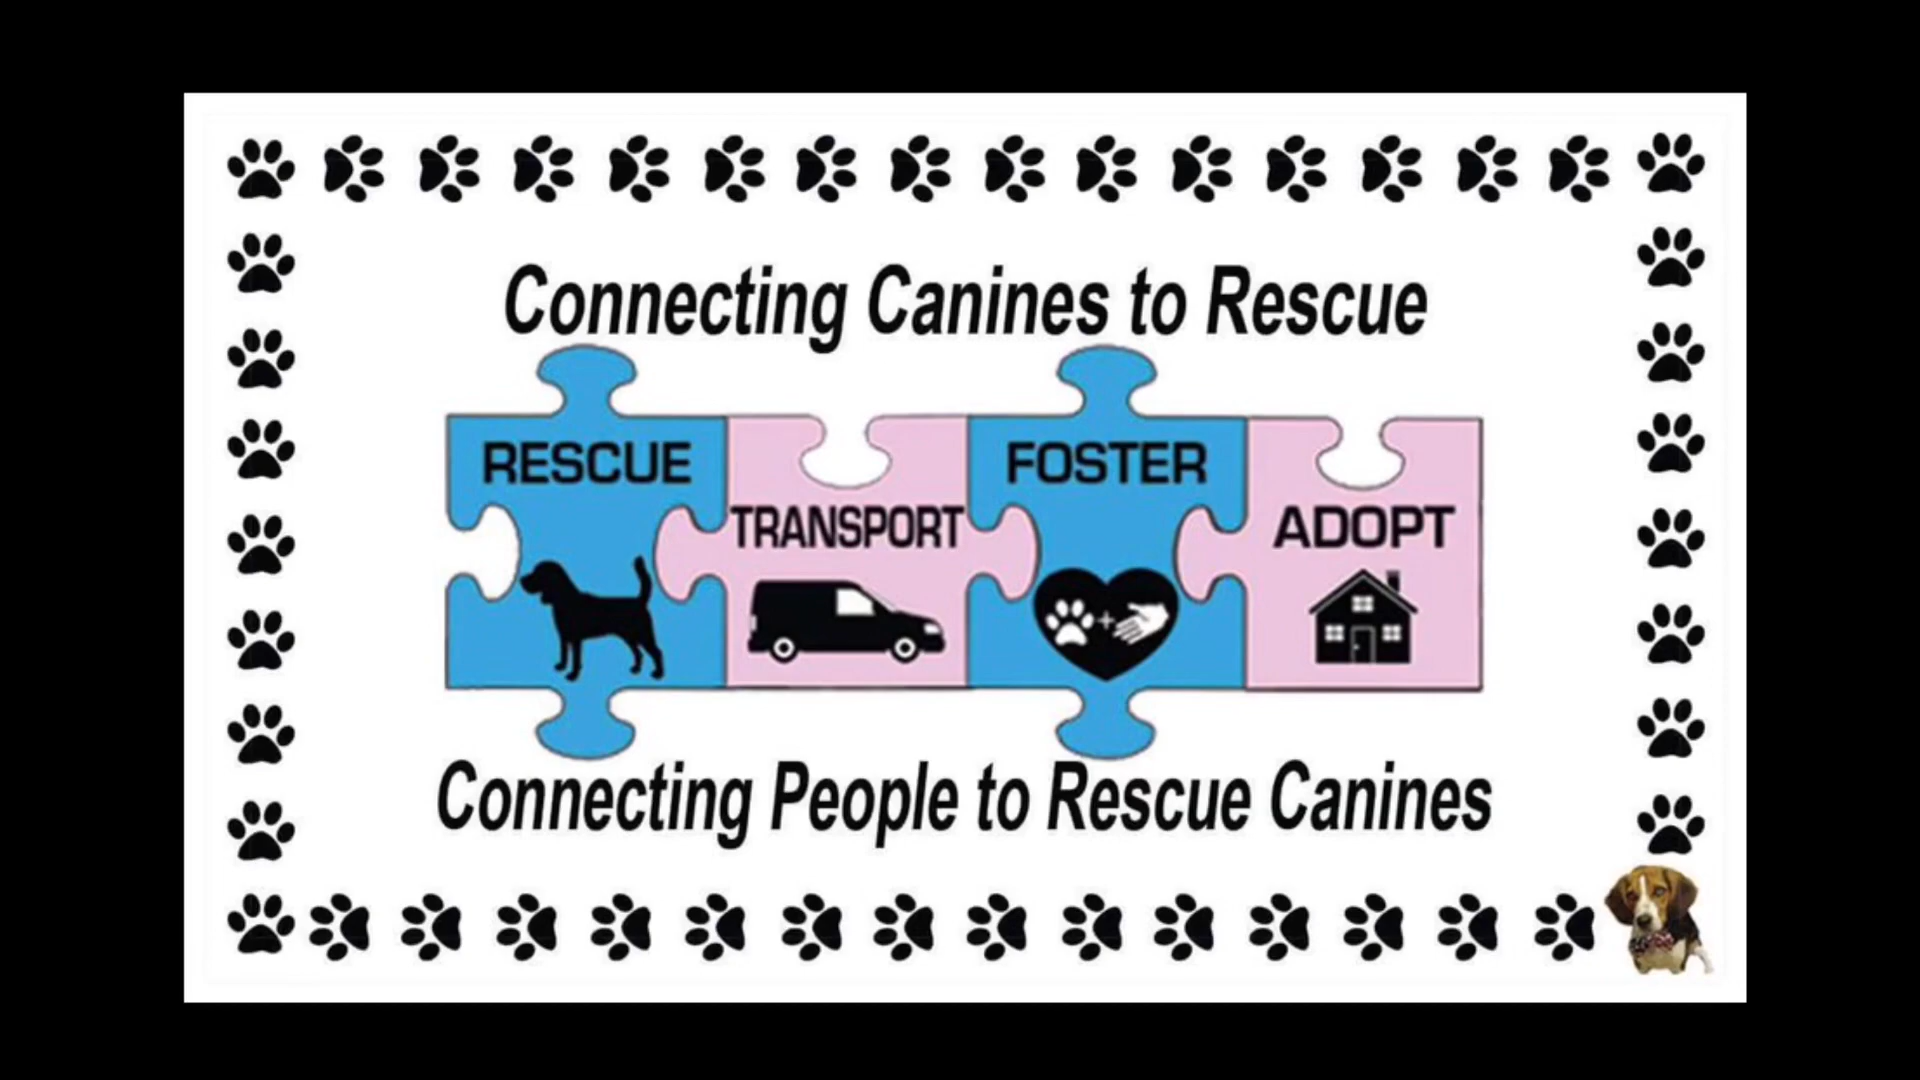 Connecting Canines to Rescue
RESCUE
TRANSPORT
FOSTER
ADOPT
Connecting People to Rescue Canines